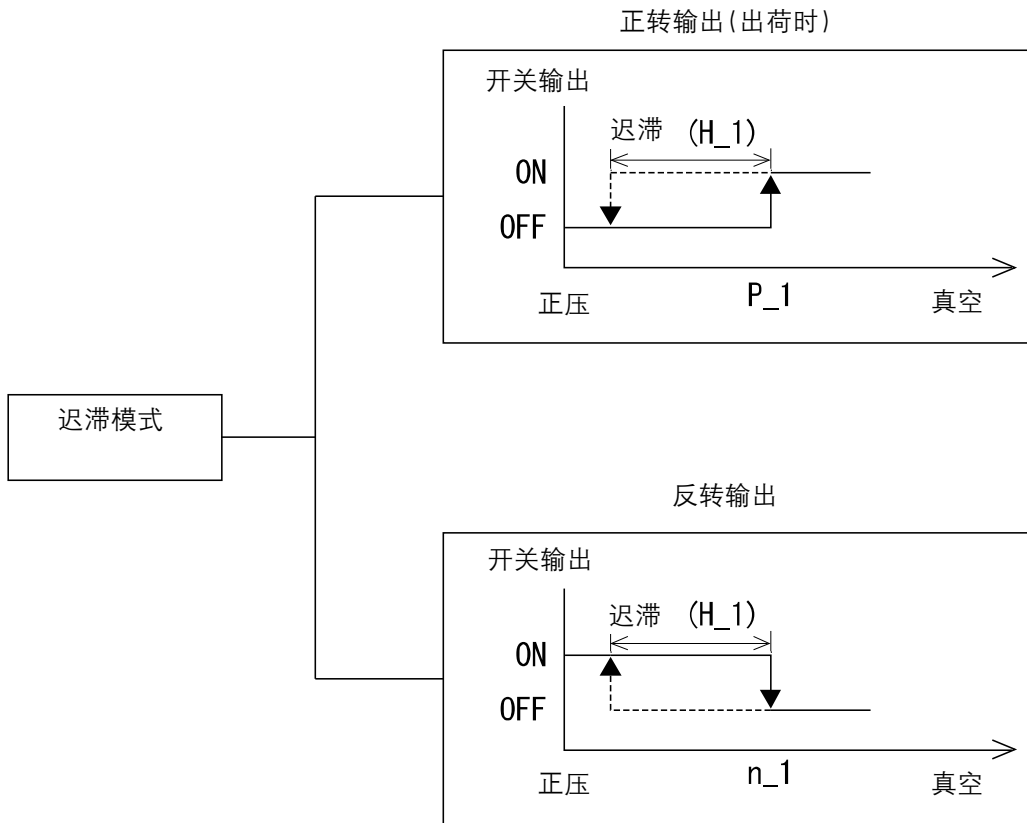 正转输出(出荷时)
开关输出
迟滞 (H_1)
ON
OFF
正压 P_1 真空
迟滞模式
反转输出
开关输出
迟滞 (H_1)
ON
OFF
正压 n_1 真空